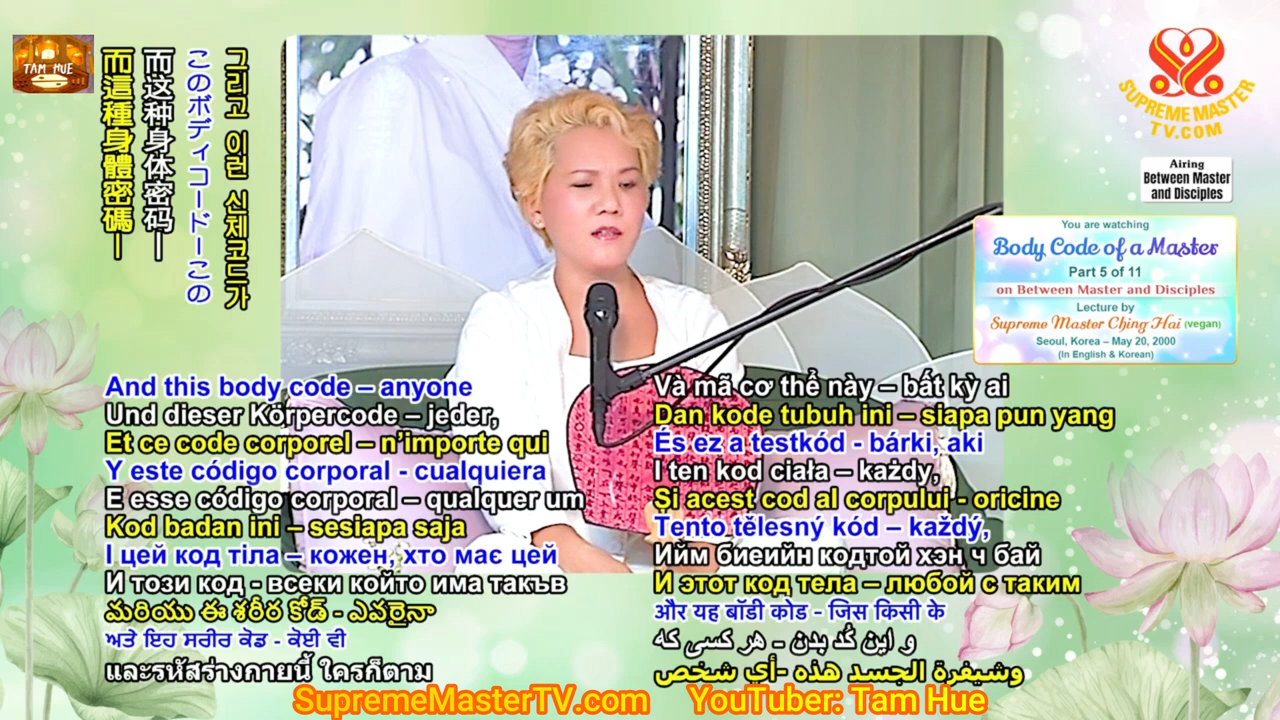 TAM HUE
그리고 이런 신체코드가
このボディコードーこの
而这种身体密码—
而這種身體密碼—
SUPREME MASTER
TV.COM
Airing
Between Master
and Disciples
You are watching
Body Code of a Master
Part 5 of 11
on Between Master and Disciples
Lecture by
Supreme Master Ching Hai (vegan)
Seoul, Korea – May 20, 2000
(In English & Korean)
And this body code – anyone
Und dieser Körpercode – jeder,
Et ce code corporel – n’importe qui
Y este código corporal - cualquiera
E esse código corporal – qualquer um
Kod badan ini – sesiapa saja
І цей код тіла – кожен, хто має цей
И този код - всеки който има такъв
మరియు ఈ శరీర కోడ్ - ఎవరైనా
ਅਤੇ ਇਹ ਸਰੀਰ ਕੋਡ - ਕੋਈ ਵੀ
และรหัสร่างกายนี้ ใครก็ตาม
Và mã cơ thể này – bất kỳ ai
Dan kode tubuh ini – siapa pun yang
És ez a testkód - bárki, aki
I ten kod ciała – każdy,
Și acest cod al corpului - oricine
Tento tělesný kód – každý,
Ийм биеийн кодтой хэн ч бай
И этот код тела – любой с таким
और यह बॉडी कोड - जिस किसी के
و این کُد بدن - هر کسی که
وشيفرة الجسد هذه -أي شخص
SupremeMasterTV.com YouTuber: Tam Hue